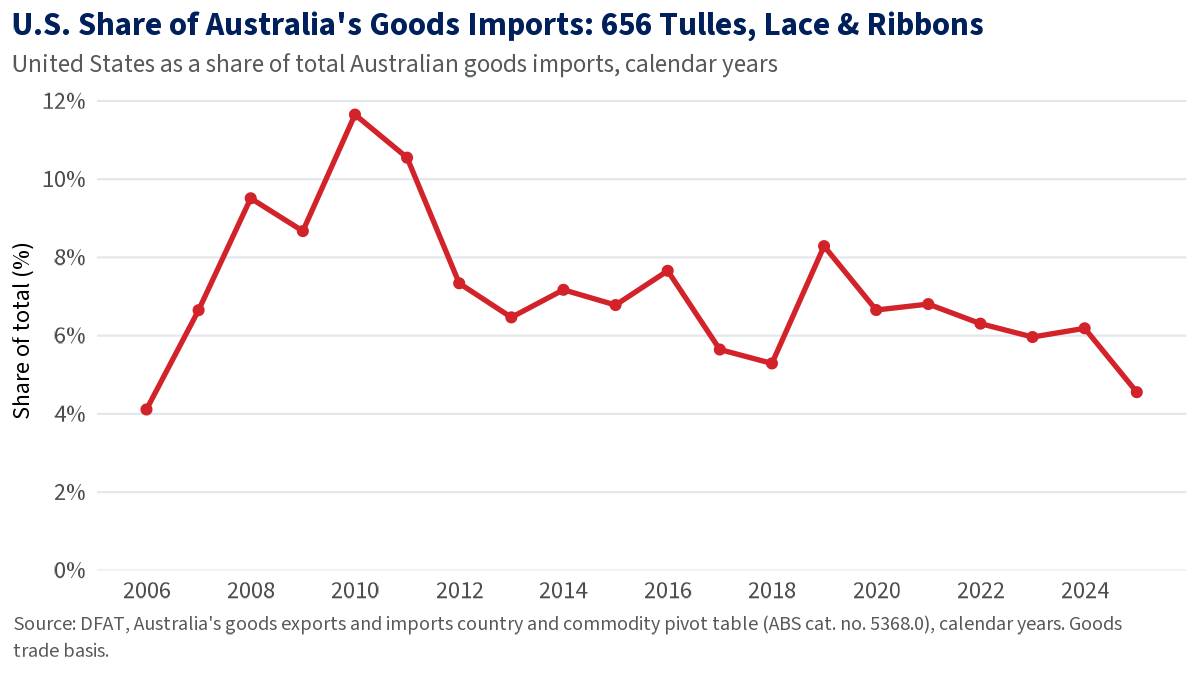 U.S. Share of Australia's Goods Imports: 656 Tulles, Lace & Ribbons
United States as a share of total Australian goods imports, calendar years
12%
10%
8%
6%
4%
2%
0%
Share of total (%)
2006 2008 2010 2012 2014 2016 2018 2020 2022 2024
Source: DFAT, Australia's goods exports and imports country and commodity pivot table (ABS cat. no. 5368.0), calendar years. Goods
trade basis.